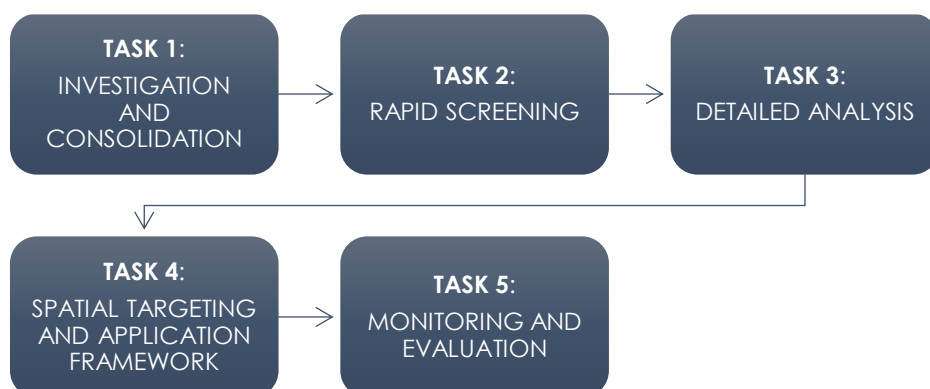 TASK 1:
INVESTIGATION
AND
CONSOLIDATION
TASK 2:
RAPID SCREENING
TASK 3:
DETAILED ANALYSIS
TASK 4:
SPATIAL TARGETING
AND APPLICATION
FRAMEWORK
TASK 5:
MONITORING AND
EVALUATION